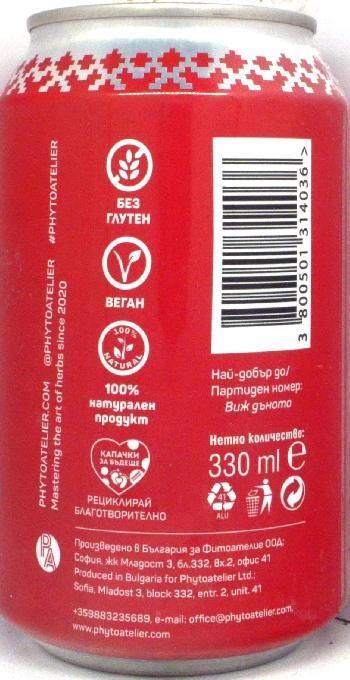 #PHYTOATELIER
PHYTOATELIER.COM @PHYTOATELIER
Mastering the art of herbs since 2020
БЕЗ
ГЛУТЕН
ВЕГАН
100%
NATURAL
100%
натурален
продукт
КАПАЧКИ
ЗА БЪДЕЩЕ
РЕЦИКЛИРАЙ
БЛАГОТВОРИТЕЛНО
3 800501 314036 >
Най-добър до/
Партиден номер:
Виж дъното
Нетно количество:
330 ml e
41
ALU
PA
Произведено в България за Фитоателие ООД:
София, жк Младост 3, бл.332, вх.2, офис 41
Produced in Bulgaria for Phytoatelier Ltd.:
Sofia, Mladost 3, block 332, entr. 2, unit. 41
+359883235689, e-mail: office@phytoatelier.com,
www.phytoatelier.com